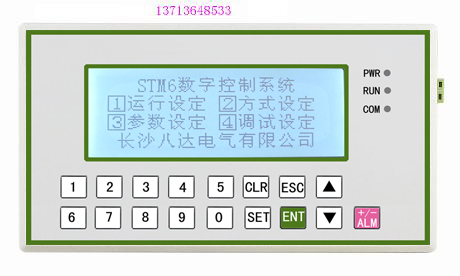 13713648533
STM6数字控制系统
1运行设定 2方式设定
3参数设定 4调试设定
长沙八达电气有限公司
PWR
RUN
COM
1 2 3 4 5 CLR ESC ▲
6 7 8 9 0 SET ENT ▼ +/- ALM